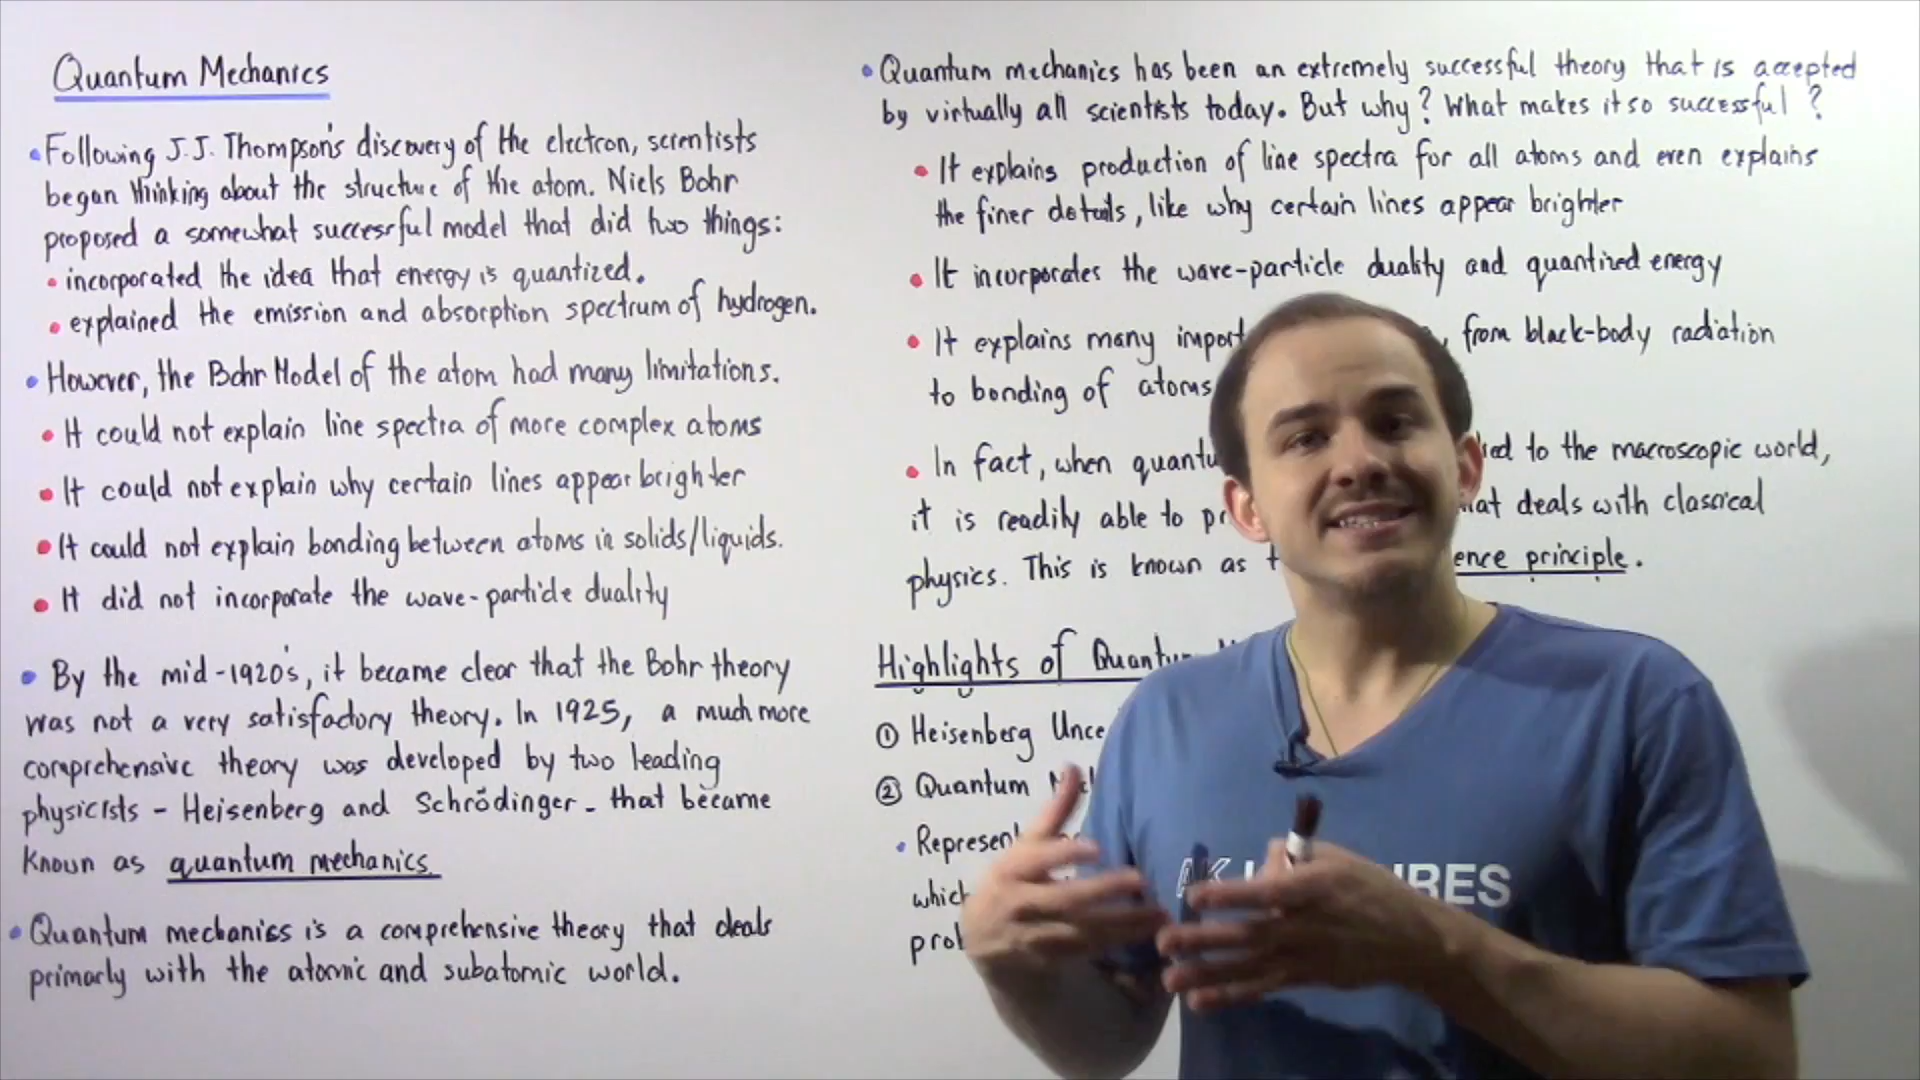 Quantum Mechanics
• Following J.J. Thompson's discovery of the electron, scientists
began thinking about the structure of the atom. Niels Bohr
proposed a somewhat successful model that did two things:
• incorporated the idea that energy is quantized.
• explained the emission and absorption spectrum of hydrogen.
• However, the Bohr Model of the atom had many limitations.
• It could not explain line spectra of more complex atoms
• It could not explain why certain lines appear brighter
• It could not explain bonding between atoms in solids/liquids.
• It did not incorporate the wave-particle duality
• By the mid-1920's, it became clear that the Bohr theory
was not a very satisfactory theory. In 1925, a much more
comprehensive theory was developed by two leading
physicists - Heisenberg and Schrödinger - that became
known as quantum mechanics.
• Quantum mechanics is a comprehensive theory that deals
primarly with the atomic and subatomic world.
• Quantum mechanics has been an extremely successful theory that is accepted
by virtually all scientists today. But why? What makes it so successful?
• It explains production of line spectra for all atoms and even explains
the finer details, like why certain lines appear brighter
• It incorporates the wave-particle duality and quantized energy
• It explains many , from black-body radiation
to bonding of atoms
• In fact, when to the macroscopic world,
it is readily able to deals with classical
physics. This is known as principle.
Highlights of
① Heisenberg
② Quantum
•
which